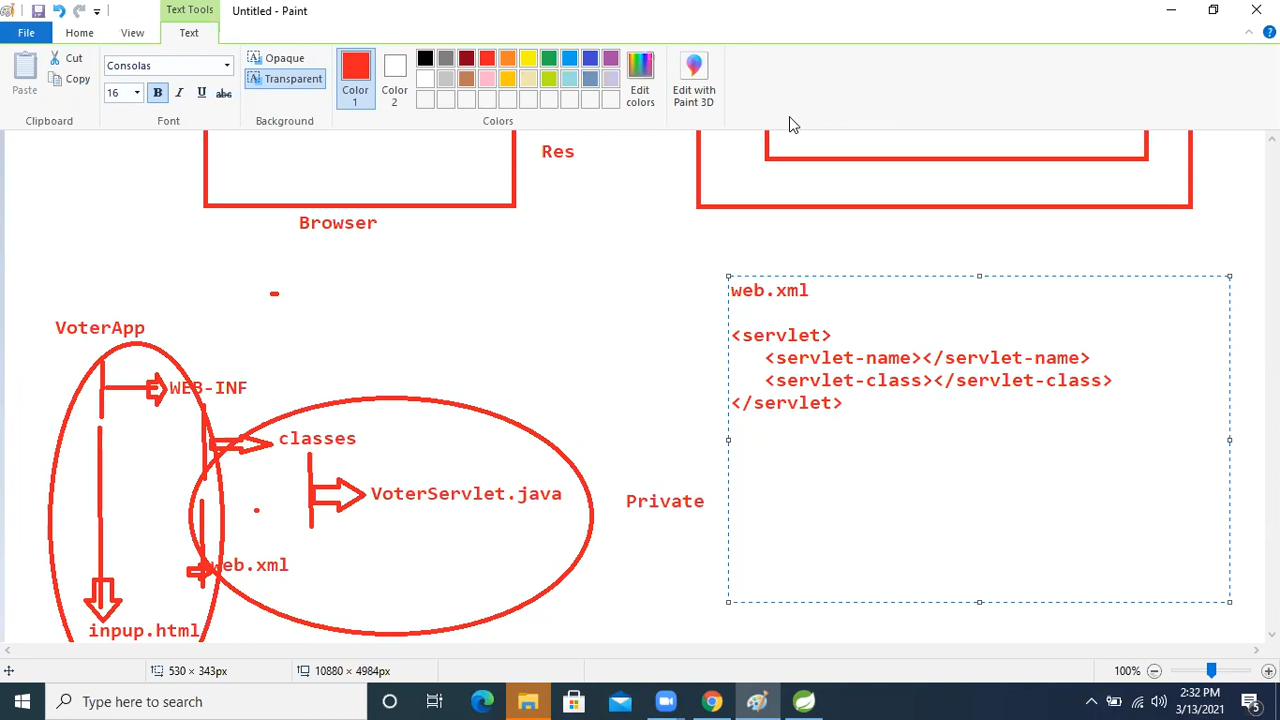 Text Tools
Untitled - Paint
File
Home
View
Text
Paste
Cut
Copy
Clipboard
Consolas
16
B
I
U
abc
Font
Opaque
Transparent
Background
Color 1
Color 2
Edit colors
Colors
Edit with Paint 3D
Res
Browser
web.xml
<servlet>
<servlet-name></servlet-name>
<servlet-class></servlet-class>
</servlet>
VoterApp
WEB-INF
classes
VoterServlet.java
Private
web.xml
inpup.html
530 × 343px
10880 × 4984px
100%
Type here to search
2:32 PM
3/13/2021
5